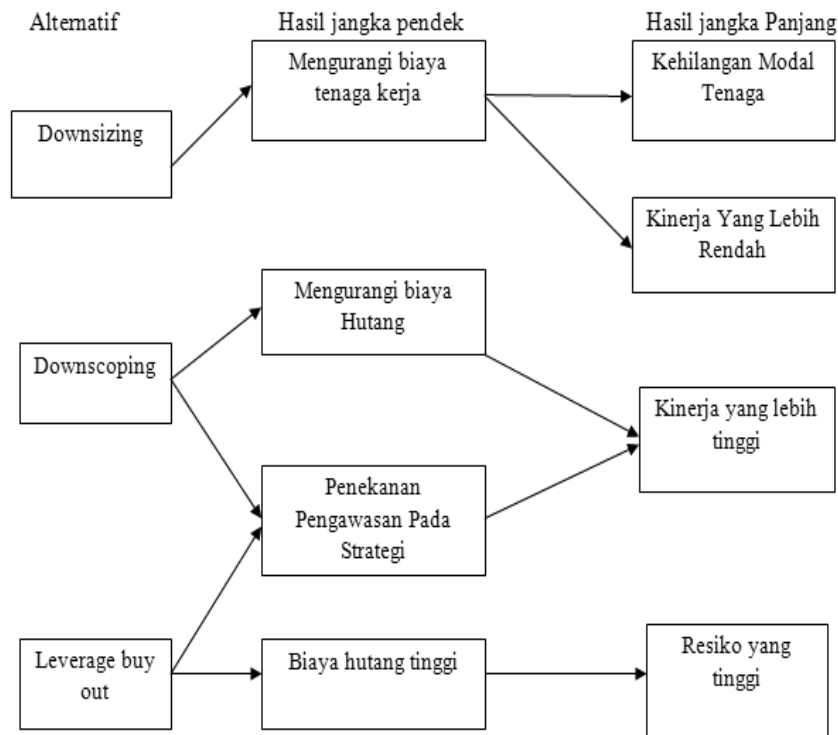 Alternatif
Hasil jangka pendek
Hasil jangka Panjang
Mengurangi biaya
tenaga kerja
Kehilangan Modal
Tenaga
Downsizing
Kinerja Yang Lebih
Rendah
Mengurangi biaya
Hutang
Downscoping
Kinerja yang lebih
tinggi
Penekanan
Pengawasan Pada
Strategi
Leverage buy
out
Biaya hutang tinggi
Resiko yang
tinggi